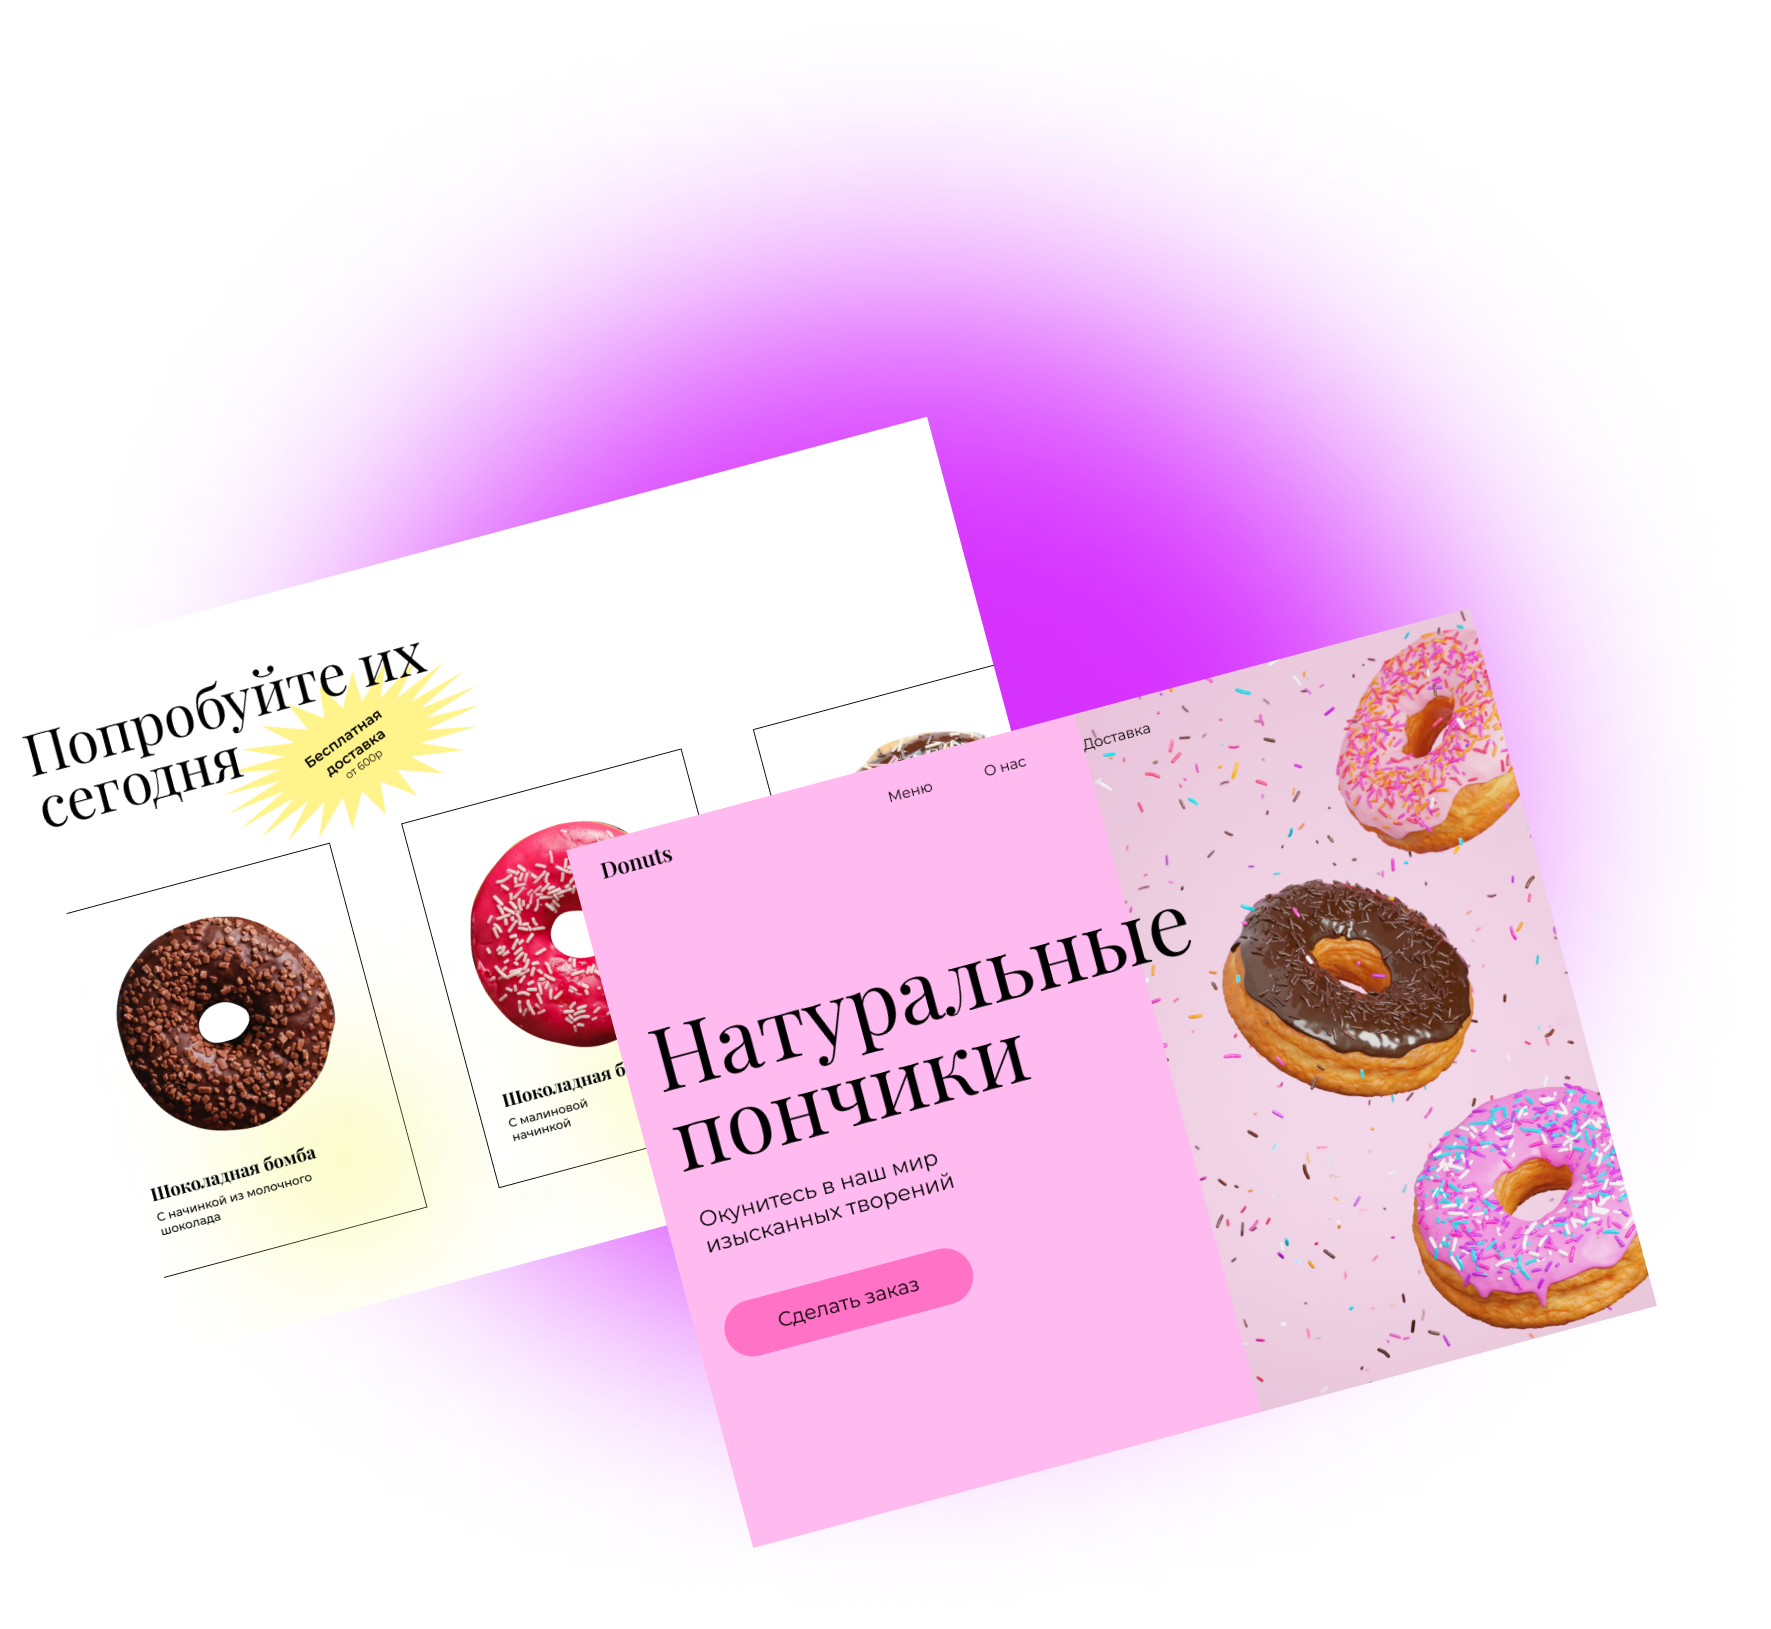 Попробуйте их
сегодня
Бесплатная
доставка
от 600р
Шоколадная бомба
С начинкой из молочного
шоколада
Шоколадная б
С малиновой
начинкой
Donuts
Меню
О нас
Доставка
Натуральные
пончики
Окунитесь в наш мир
изысканных творений
Сделать заказ